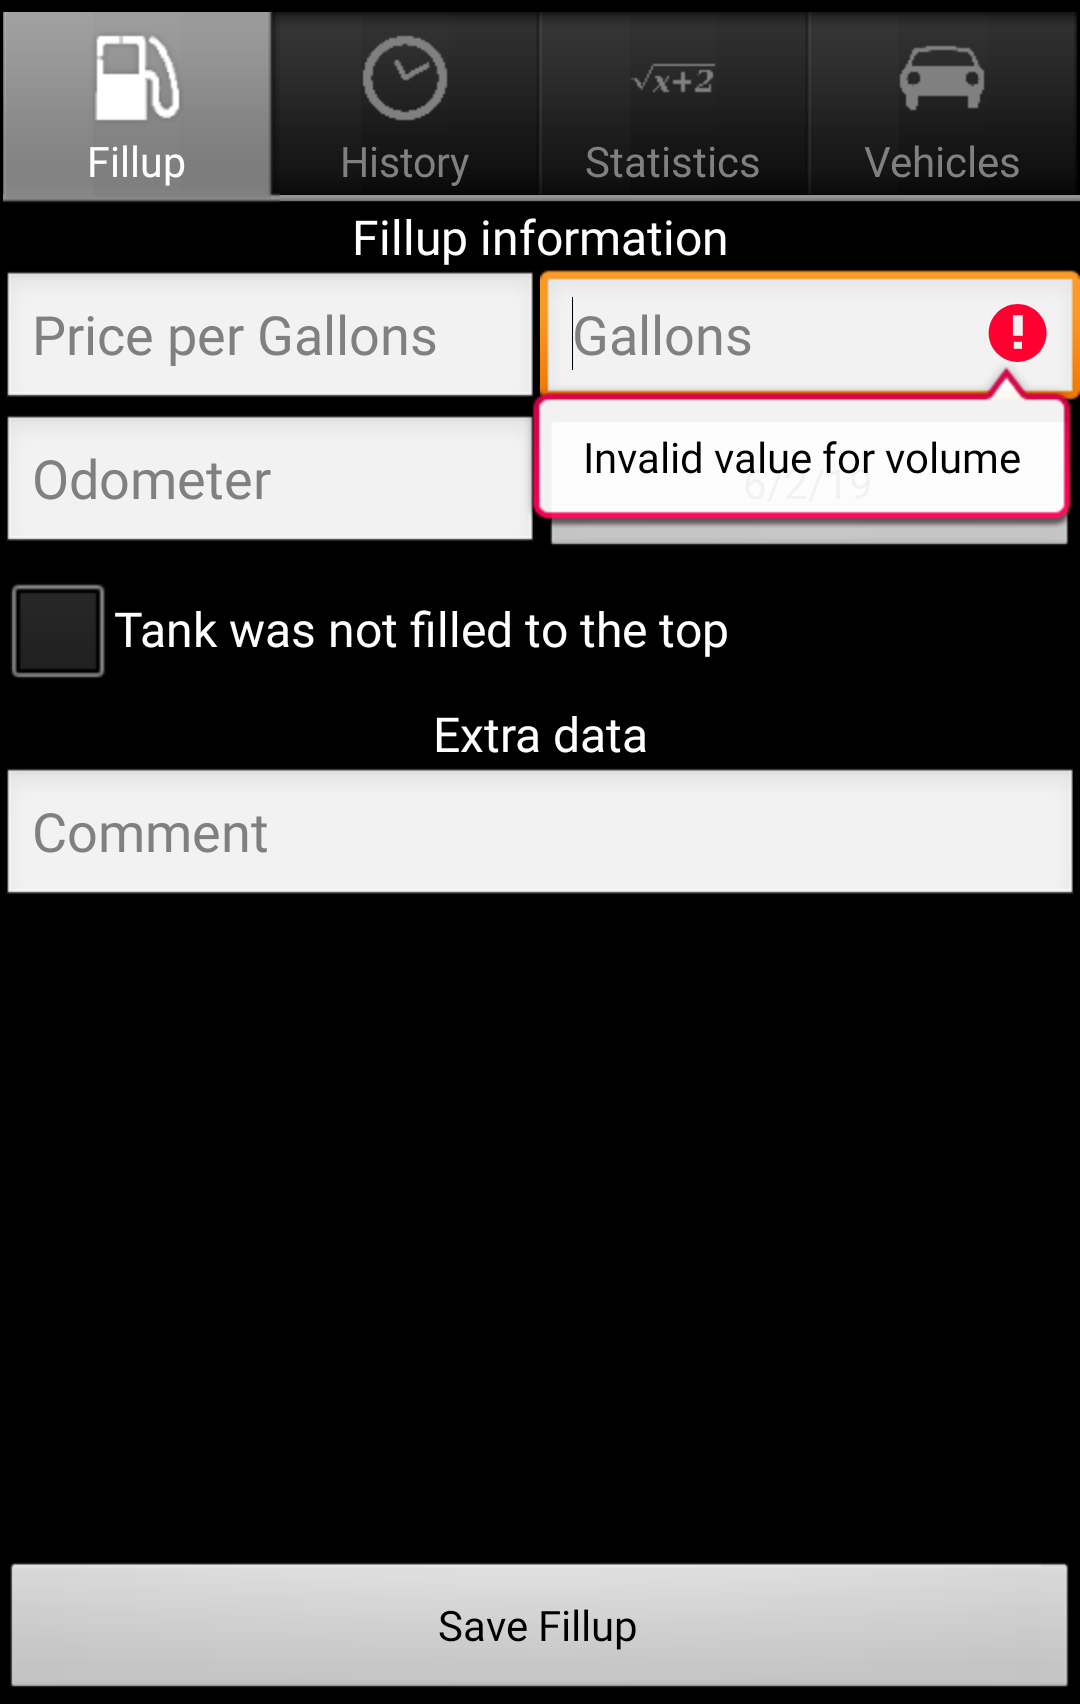 Fillup
History
√x+2
Statistics
Vehicles
Fillup information
Price per Gallons
Gallons
Odometer
Invalid value for volume
6/2/19
Tank was not filled to the top
Extra data
Comment
Save Fillup